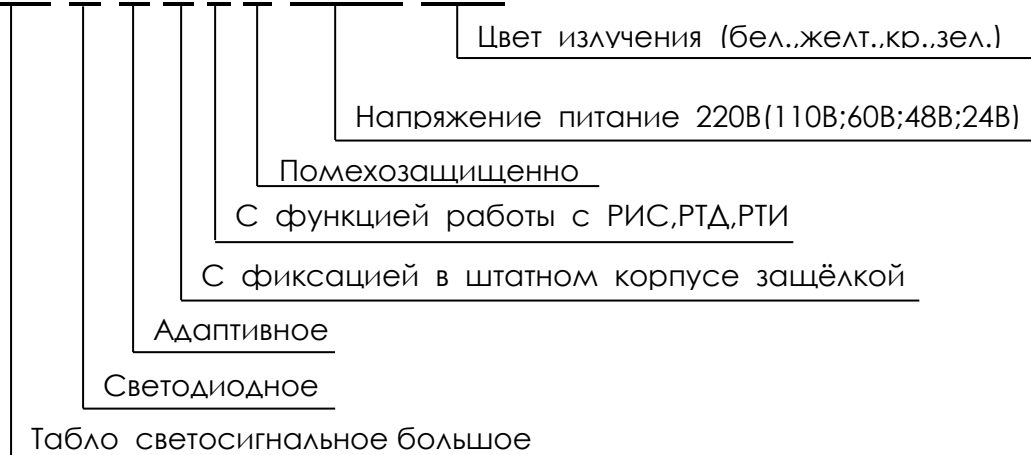 Цвет излучения (бел.,желт.,кр.,зел.)
Напряжение питание 220В(110В;60В;48В;24В)
Помехозащищенно
С функцией работы с РИС,РТД,РТИ
С фиксацией в штатном корпусе защёлкой
Адаптивное
Светодиодное
Табло светосигнальное большое